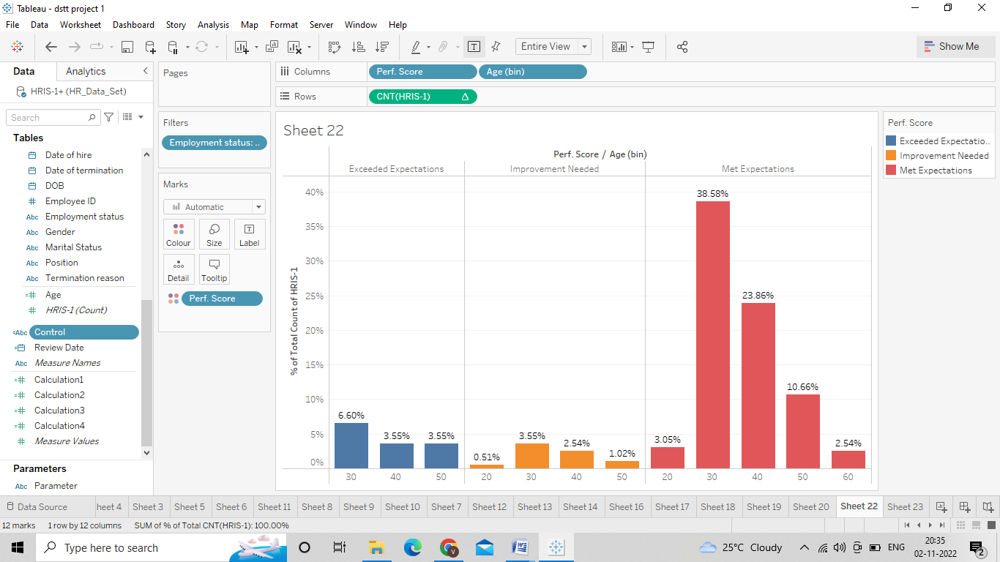 Tableau - dstt project 1
File Data Worksheet Dashboard Story Analysis Map Format Server Window Help
Entire View
Show Me
Data Analytics
HRIS-1+ (HR_Data_Set)
Search
Tables
Date of hire
Date of termination
DOB
Employee ID
Abc Employment status
Abc Gender
Abc Marital Status
Abc Position
Abc Termination reason
Age
HRIS-1 (Count)
Abc Control
Review Date
Abc Measure Names
Calculation1
Calculation2
Calculation3
Calculation4
Measure Values
Parameters
Abc Parameter
Pages
Filters
Employment status: ..
Marks
Automatic
Colour Size Label
Detail Tooltip
Perf. Score
Columns Perf. Score Age (bin)
Rows CNT(HRIS-1) Δ
Sheet 22
Perf. Score / Age (bin)
Exceeded Expectations Improvement Needed Met Expectations
% of Total Count of HRIS-1
40%
35%
30%
25%
20%
15%
10%
5%
0%
6.60% 3.55% 3.55% 0.51% 3.55% 2.54% 1.02% 3.05% 38.58% 23.86% 10.66% 2.54%
30 40 50 20 30 40 50 20 30 40 50 60
Perf. Score
Exceeded Expectatio..
Improvement Needed
Met Expectations
Data Source heet 4 Sheet 3 Sheet 5 Sheet 6 Sheet 11 Sheet 8 Sheet 9 Sheet 10 Sheet 7 Sheet 12 Sheet 13 Sheet 14 Sheet 16 Sheet 17 Sheet 18 Sheet 19 Sheet 20 Sheet 22 Sheet 23
12 marks 1 row by 12 columns SUM of % of Total CNT(HRIS-1): 100.00%
Type here to search
25°C Cloudy
ENG
20:35
02-11-2022
2